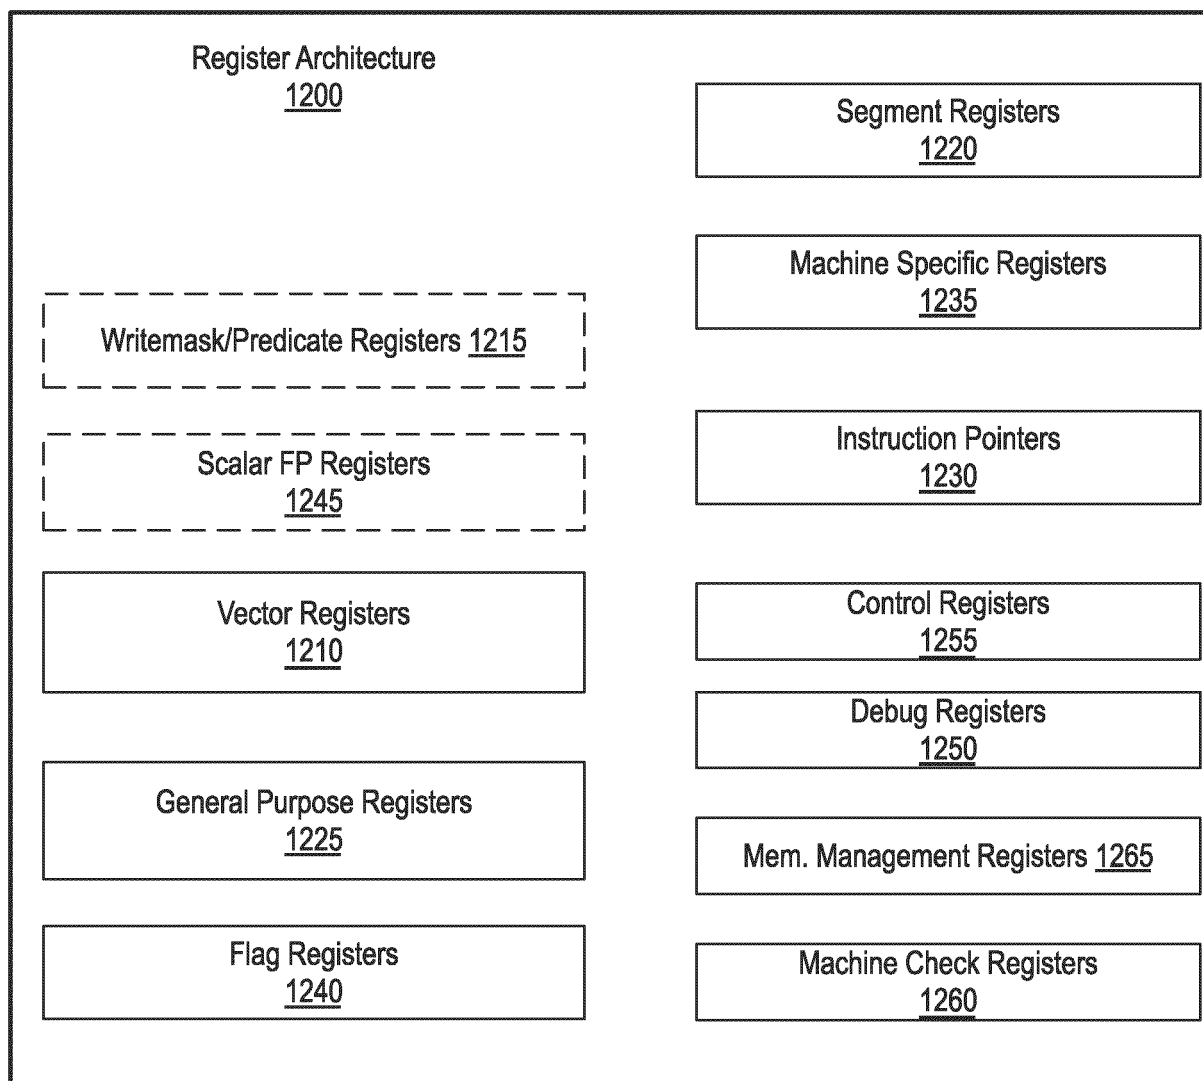 Register Architecture
1200
Writemask/Predicate Registers 1215
Scalar FP Registers
1245
Vector Registers
1210
General Purpose Registers
1225
Flag Registers
1240
Segment Registers
1220
Machine Specific Registers
1235
Instruction Pointers
1230
Control Registers
1255
Debug Registers
1250
Mem. Management Registers 1265
Machine Check Registers
1260